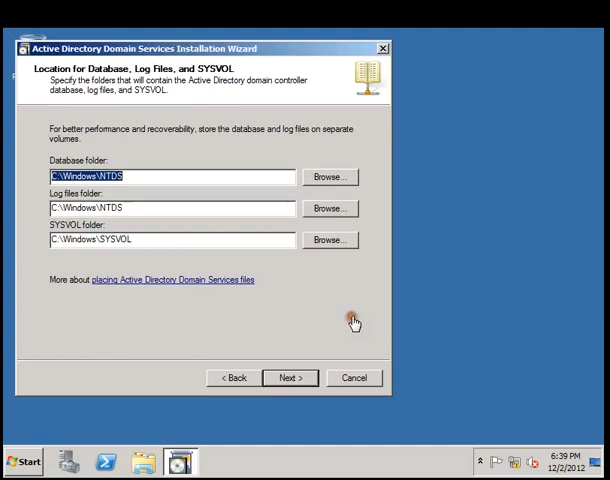 Active Directory Domain Services Installation Wizard
Location for Database, Log Files, and SYSVOL
Specify the folders that will contain the Active Directory domain controller
database, log files, and SYSVOL.
For better performance and recoverability, store the database and log files on separate
volumes.
Database folder:
C:\Windows\NTDS
Browse...
Log files folder:
C:\Windows\NTDS
Browse...
SYSVOL folder:
C:\Windows\SYSVOL
Browse...
More about placing Active Directory Domain Services files
< Back
Next >
Cancel
Start
6:39 PM
12/2/2012